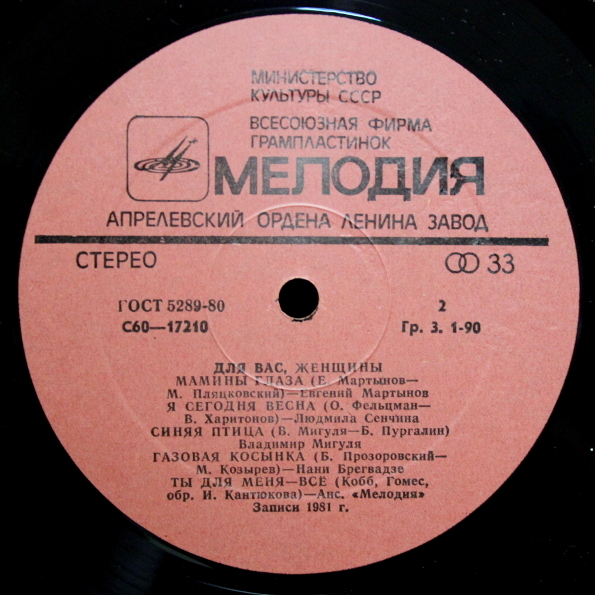 МИНИСТЕРСТВО
КУЛЬТУРЫ СССР
ВСЕСОЮЗНАЯ ФИРМА
ГРАМПЛАСТИНОК
МЕЛОДИЯ
АПРЕЛЕВСКИЙ ОРДЕНА ЛЕНИНА ЗАВОД
СТЕРЕО 33
ГОСТ 5289-80 2
С60—17210 Гр. 3. 1-90
ДЛЯ ВАС, ЖЕНЩИНЫ
МАМИНЫ ГЛАЗА (Е. Мартынов—
М. Пляцковский)—Евгений Мартынов
Я СЕГОДНЯ ВЕСНА (О. Фельцман—
В. Харитонов)—Людмила Сенчина
СИНЯЯ ПТИЦА (В. Мигуля—Б. Пургалин)
Владимир Мигуля
ГАЗОВАЯ КОСЫНКА (Б. Прозоровский—
М. Козырев)—Нани Брегвадзе
ТЫ ДЛЯ МЕНЯ—ВСЁ (Кобб, Гомес,
обр. И. Кантюкова)—Анс. «Мелодия»
Записи 1981 г.